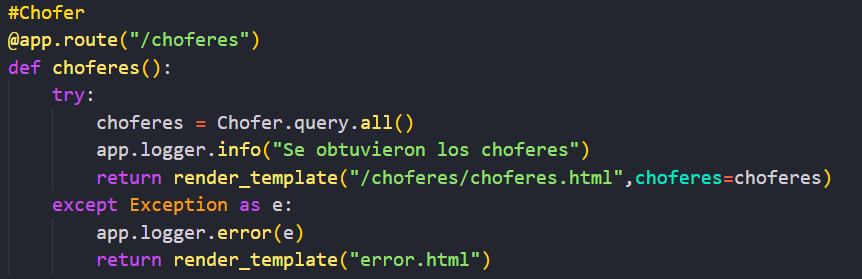 #Chofer
@app.route("/choferes")
def choferes():
    try:
        choferes = Chofer.query.all()
        app.logger.info("Se obtuvieron los choferes")
        return render_template("/choferes/choferes.html",choferes=choferes)
    except Exception as e:
        app.logger.error(e)
        return render_template("error.html")